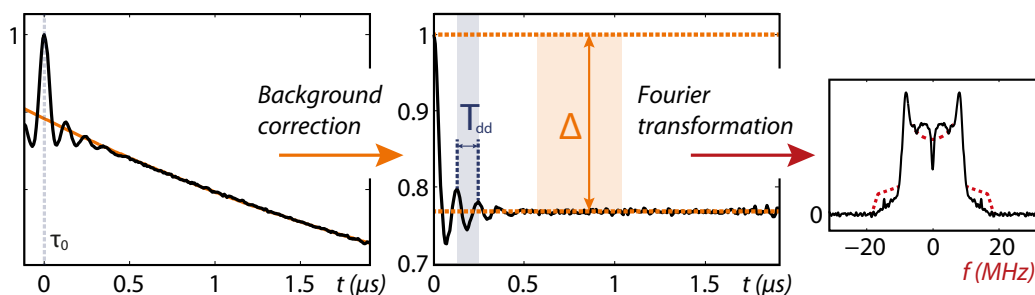 1
τ₀
0
0.5
1
1.5
t (μs)
Background
correction
1
0.9
0.8
0.7
T_dd
Δ
0
0.5
1
1.5
t (μs)
Fourier
transformation
0
−20
0
20
f (MHz)